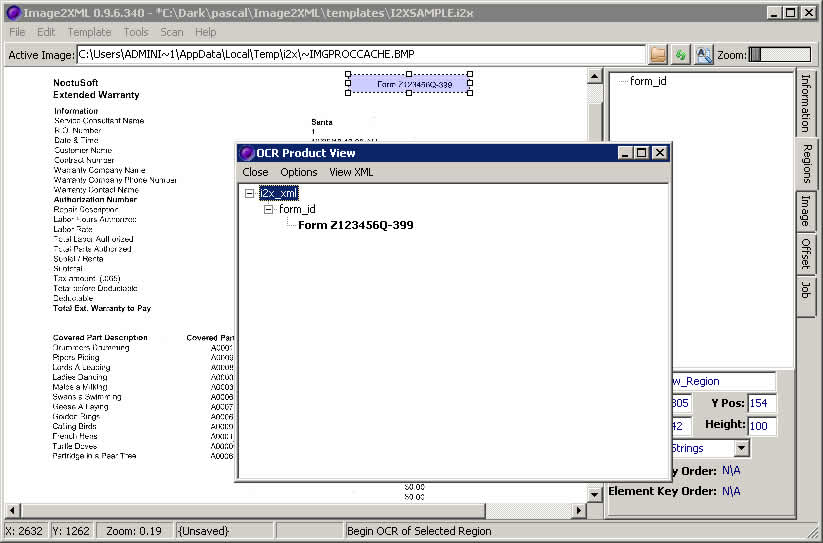 Image2XML 0.9.6.340 - *C:\Dark\pascal\Image2XML\templates\I2XSAMPLE.i2x
File Edit Template Tools Scan Help
Active Image: C:\Users\ADMINI~1\AppData\Local\Temp\i2x\~IMGPROCCACHE.BMP Zoom:
NoctuSoft
Extended Warranty
Form Z123456Q-399
form_id
Information
Regions
Image
Offset
Job
Information
Service Consultant Name Santa
R.O. Number 1
Date & Time
Customer Name
Contract Number
Warranty Company Name
Warranty Company Phone Number
Warranty Contact Name
Authorization Number
Repair Description
Labor Hours Authorized
Labor Rate
Total Labor Authorized
Total Parts Authorized
Sublet / Rental
Subtotal
Tax amount (.065)
Total before Deductable
Deductable
Total Ext. Warranty to Pay
Covered Part Description Covered Part
Drummers Drumming A0001
Pipers Piping A0009
Lords A Leaping A0008
Ladies Dancing A0003
Maids a Milking A0003
Swans a Swimming A0006
Geese A Laying A0007
Golden Rings A0006
Calling Birds A0009
French Hens A0001
Turtle Doves A0000
Partridge in a Pear Tree A0006
$0.00
$0.00
OCR Product View
Close Options View XML
i2x_xml
form_id
Form Z123456Q-399
w_Region
305 Y Pos: 154
42 Height: 100
Strings
y Order: N\A
Element Key Order: N\A
X: 2632 Y: 1262 Zoom: 0.19 {Unsaved} Begin OCR of Selected Region